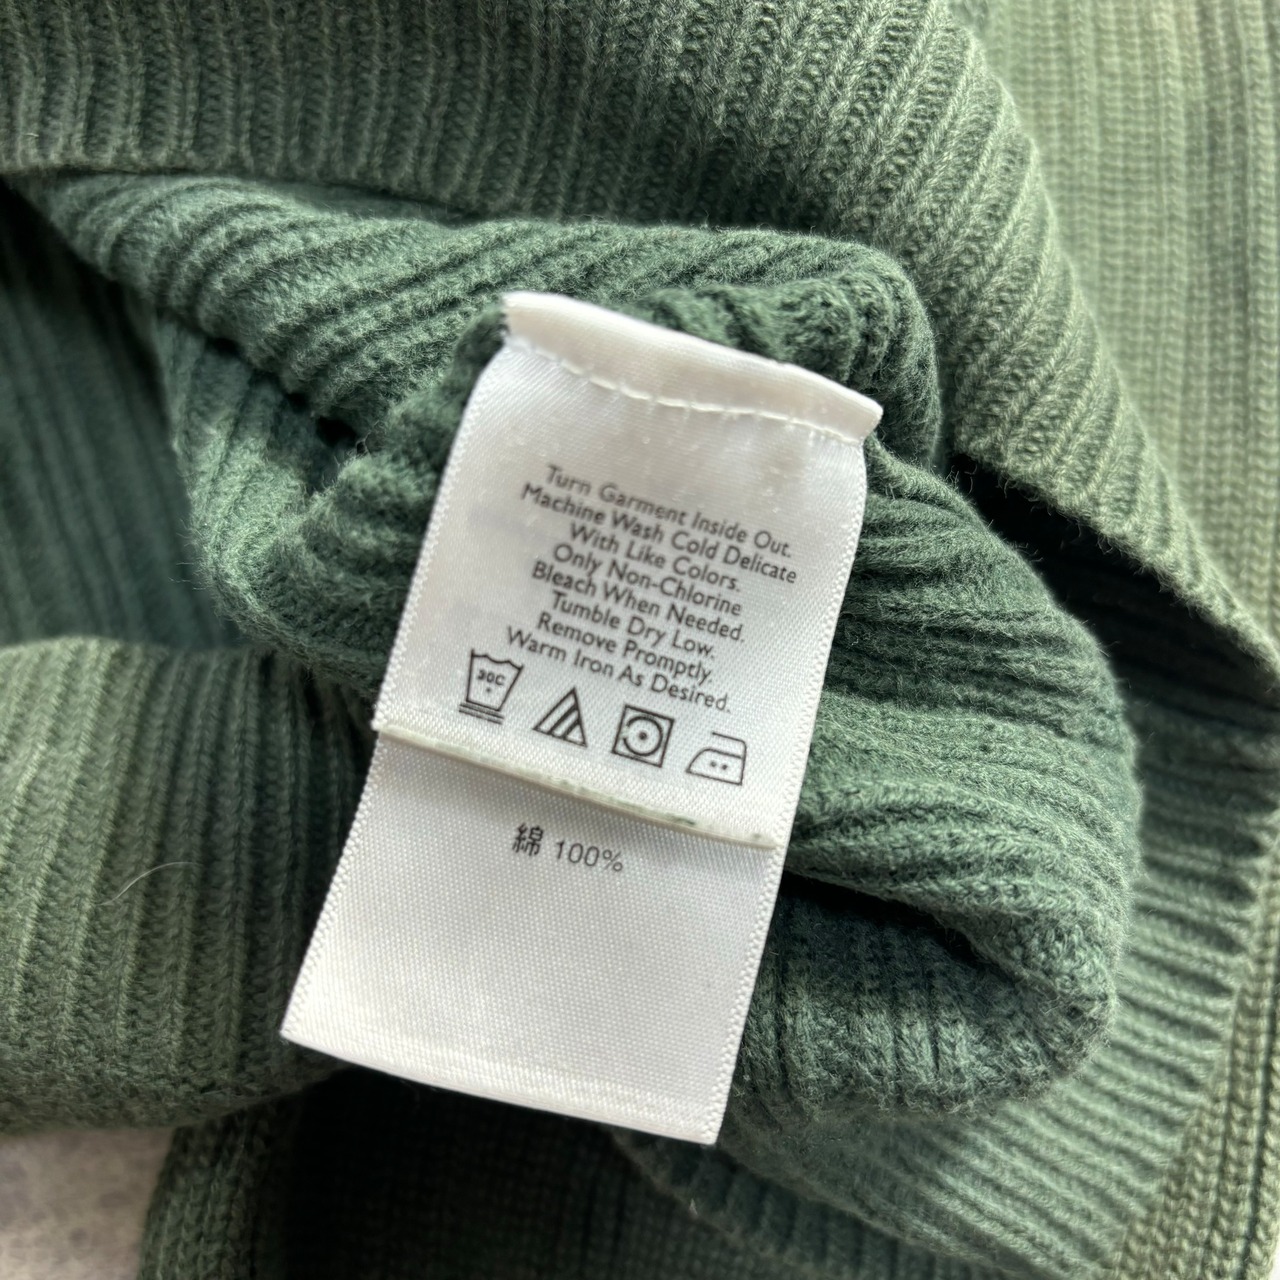 Turn Garment Inside Out.
Machine Wash Cold Delicate
With Like Colors.
Only Non-Chlorine
Bleach When Needed.
Tumble Dry Low.
Remove Promptly.
Warm Iron As Desired.
30C
綿 100%